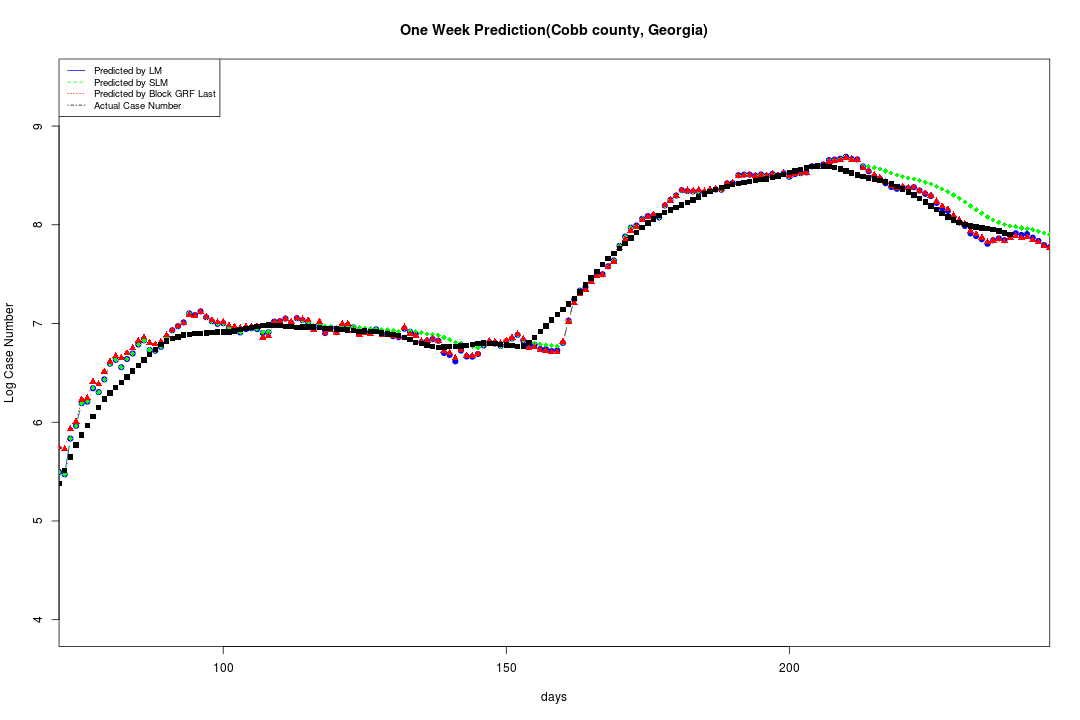 One Week Prediction(Cobb county, Georgia)
Predicted by LM
Predicted by SLM
Predicted by Block GRF Last
Actual Case Number
9
8
7
6
5
4
Log Case Number
100 150 200
days